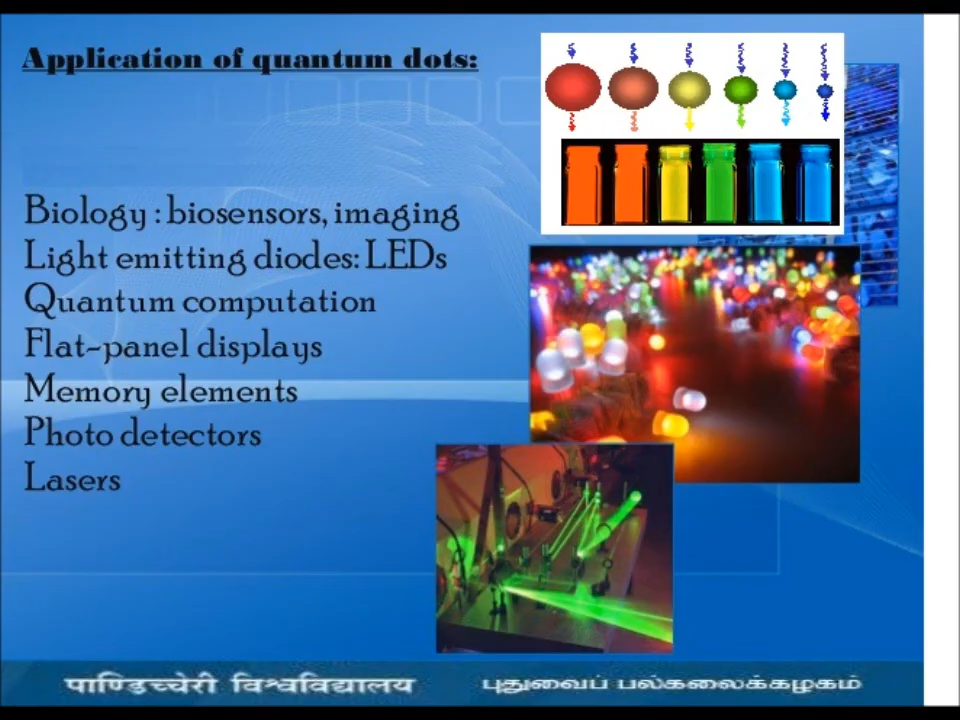 Application of quantum dots:
Biology : biosensors, imaging
Light emitting diodes: LEDs
Quantum computation
Flat-panel displays
Memory elements
Photo detectors
Lasers
पाण्डिच्चेरी विश्वविद्यालय
புதுவைப் பல்கலைக்கழகம்